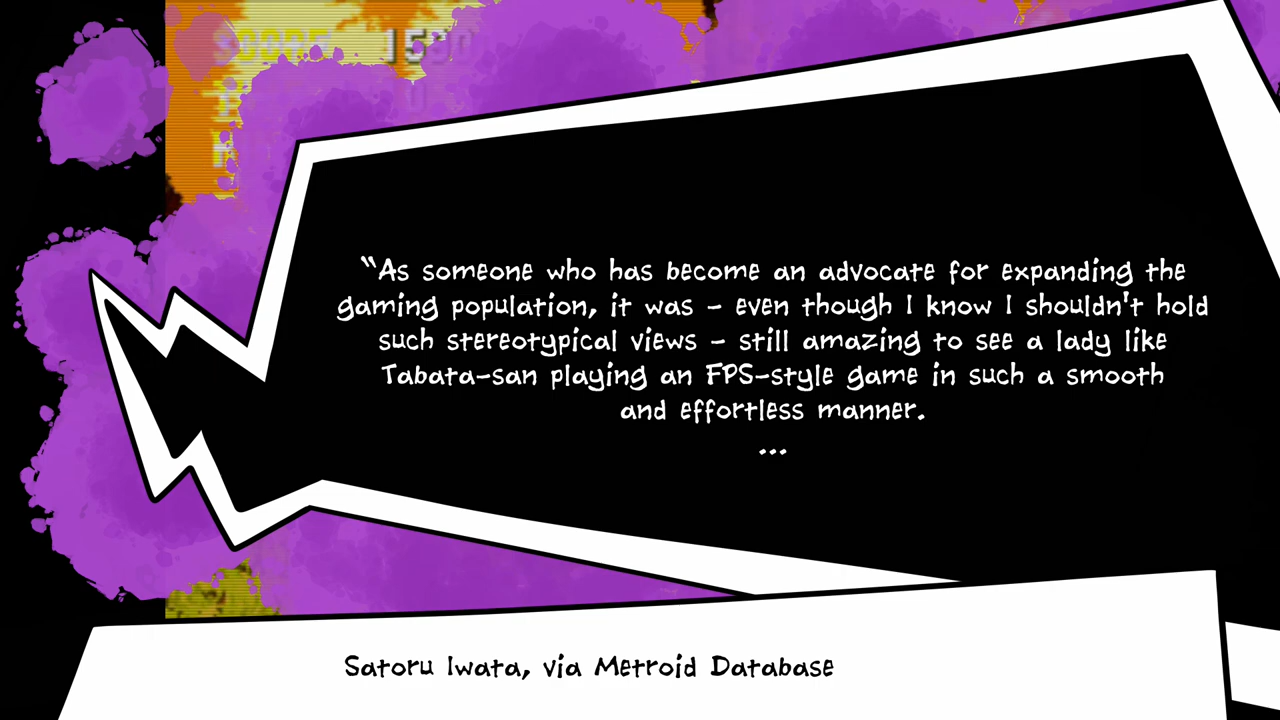 SCORE 1500
“As someone who has become an advocate for expanding the
gaming population, it was - even though I know I shouldn't hold
such stereotypical views - still amazing to see a lady like
Tabata-san playing an FPS-style game in such a smooth
and effortless manner.
...
Satoru Iwata, via Metroid Database